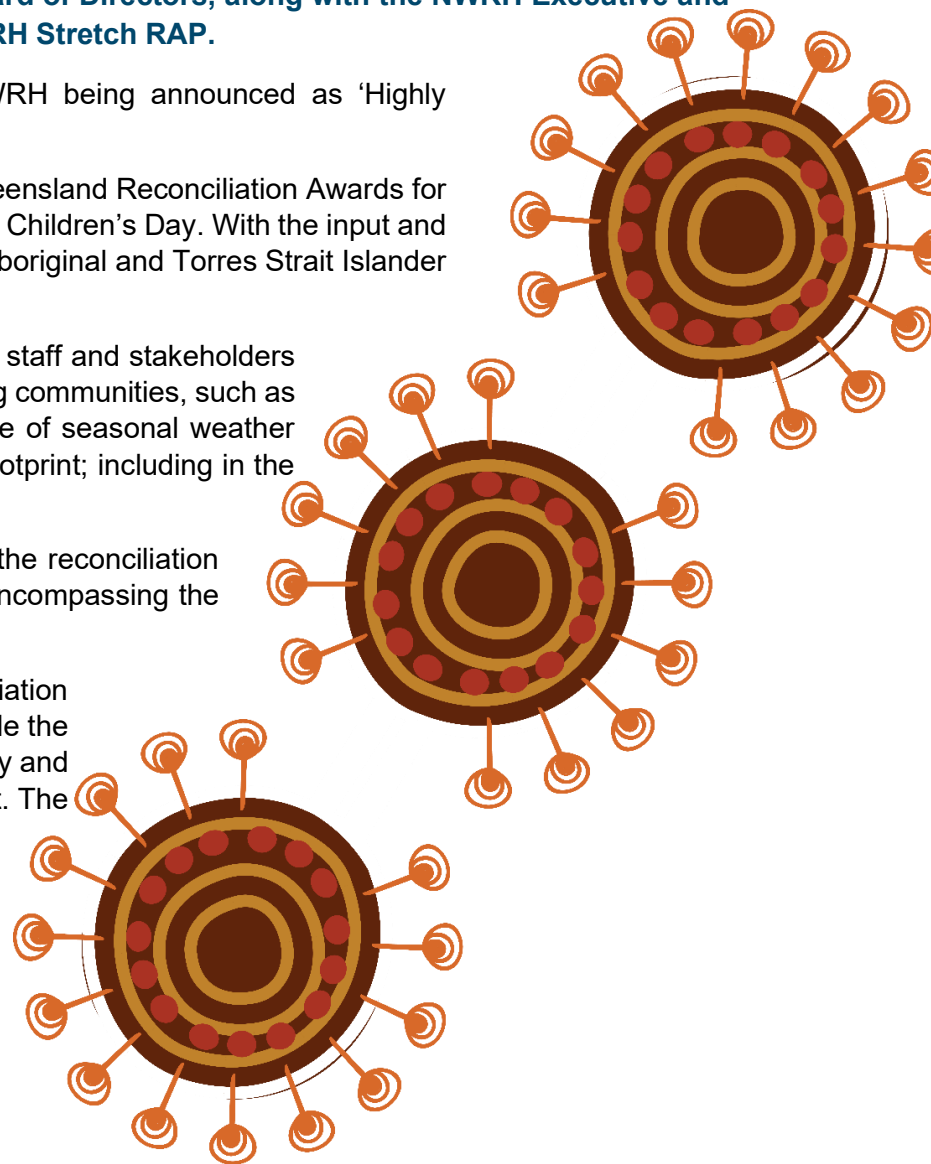 ard of Directors, along with the NWRH Executive and
RH Stretch RAP.
WRH being announced as ‘Highly
eensland Reconciliation Awards for
Children’s Day. With the input and
boriginal and Torres Strait Islander
staff and stakeholders
g communities, such as
e of seasonal weather
ootprint; including in the
the reconciliation
ncompassing the
iation
le the
y and
t. The